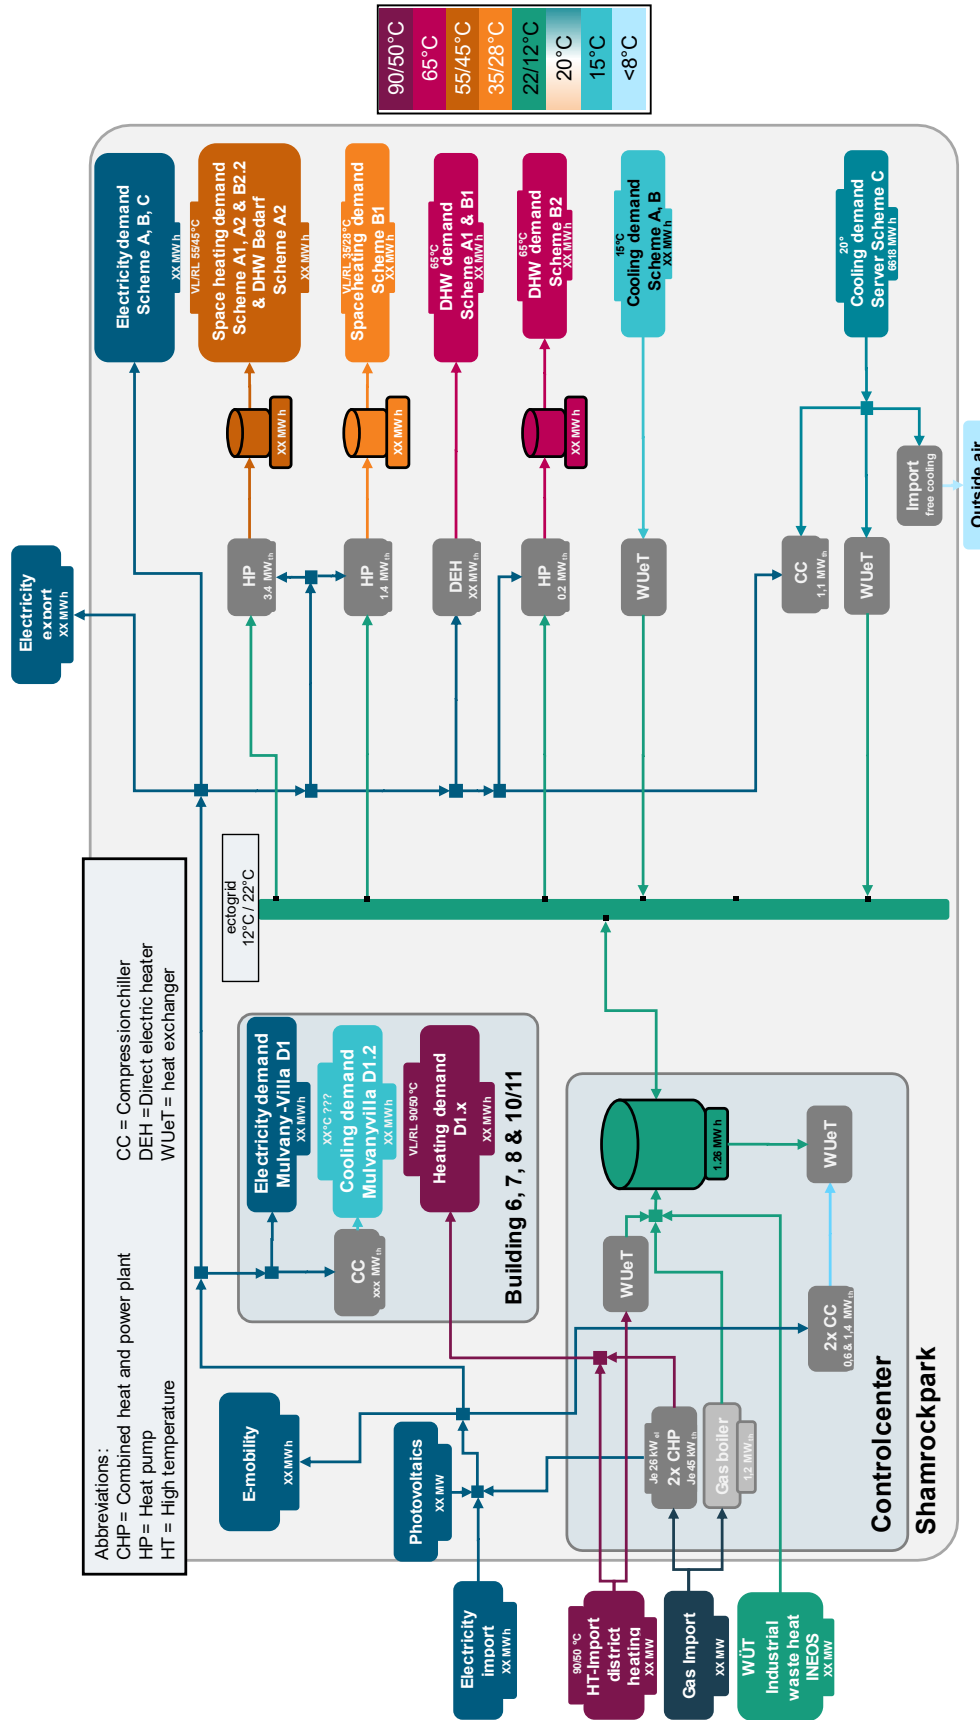 Abbreviations:
CHP = Combined heat and power plant
HP = Heat pump
HT = High temperature
CC = Compressionchiller
DEH = Direct electric heater
WUeT = heat exchanger
Electricity
export
XX MWh
Electricity demand
Scheme A, B, C
XX MWh
VL/RL 55/45°C
Space heating demand
Scheme A1, A2 & B2.2
& DHW Bedarf
Scheme A2
XX MWh
VL/RL 35/28°C
Spaceheating demand
Scheme B1
XX MWh
65°C
DHW demand
Scheme A1 & B1
XX MWh
65°C
DHW demand
Scheme B2
XX MWh
15°C
Cooling demand
Scheme A, B
XX MWh
20°
Cooling demand
Server Scheme C
6618 MWh
90/50°C
65°C
55/45°C
35/28°C
22/12°C
20°C
15°C
<8°C
XX MWh
XX MWh
XX MWh
HP
3.4 MWth
HP
1.4 MWth
DEH
XX MWth
HP
0.2 MWth
WUeT
CC
1,1 MWth
WUeT
Import
free cooling
Outside air
ectogrid
12°C / 22°C
Electricity demand
Mulvany-Villa D1
XX MWh
XX°C ???
Cooling demand
Mulvanyvilla D1.2
XX MWh
VL/RL 90/50°C
Heating demand
D1.x
XX MWh
CC
xxx MWth
Building 6, 7, 8 & 10/11
E-mobility
XX MWh
Photovoltaics
XX MW
Electricity
import
XX MWh
90/50 °C
HT-Import
district
heating
XX MW
Gas Import
XX MW
WÜT
Industrial
waste heat
INEOS
XX MW
Je 26 kWel
2x CHP
Je 45 kWth
Gas boiler
1,2 MWth
WUeT
1.26 MWh
WUeT
2x CC
0,6 & 1,4 MWth
Controlcenter
Shamrockpark